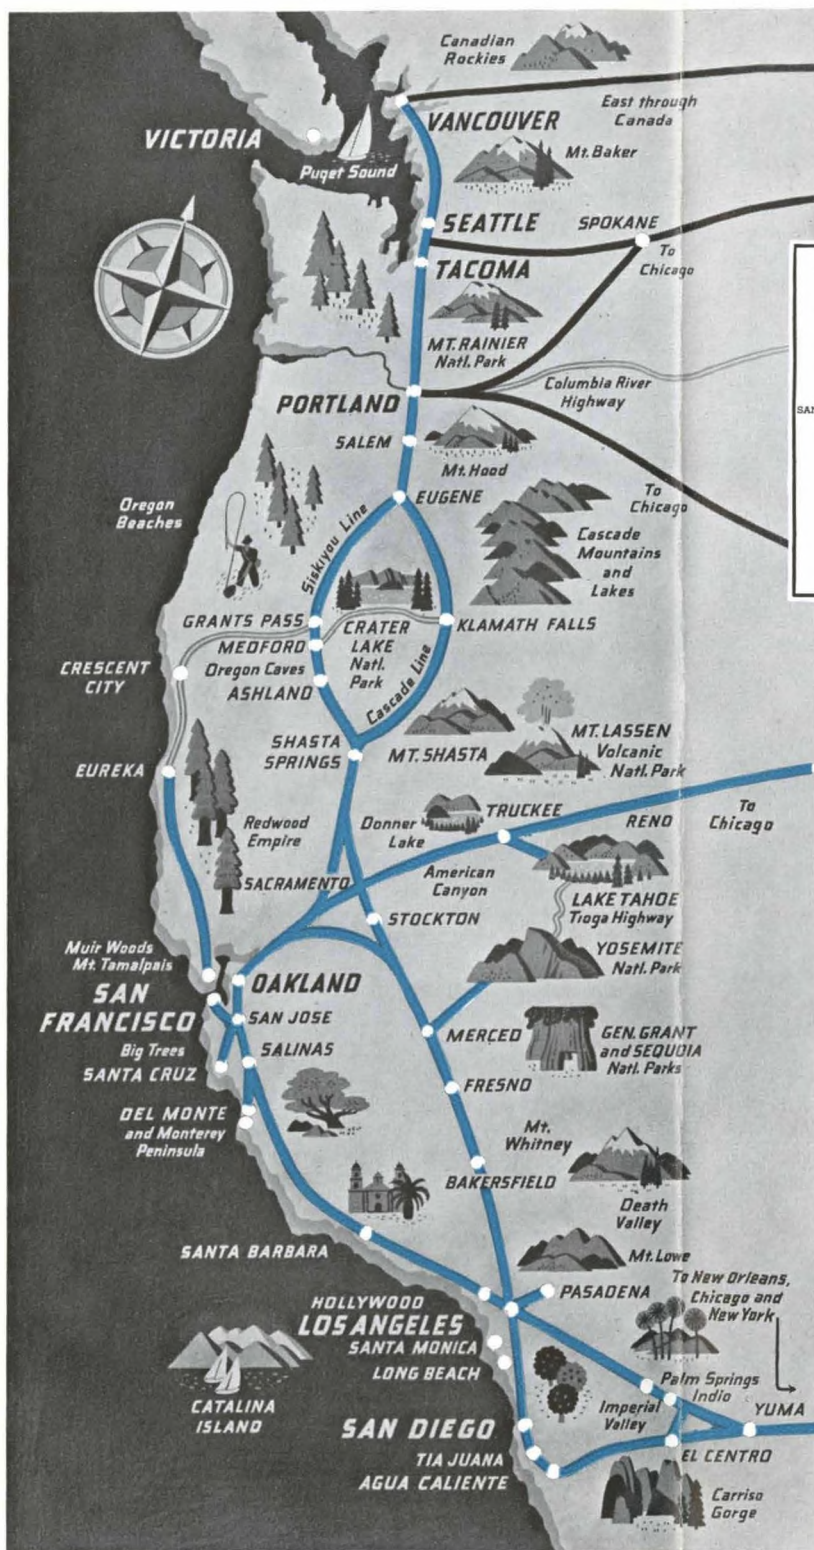 Canadian
Rockies
East through
Canada
VANCOUVER
VICTORIA
Puget Sound
Mt. Baker
SEATTLE
SPOKANE
To
Chicago
TACOMA
MT. RAINIER
Natl. Park
Columbia River
Highway
PORTLAND
SALEM
Mt. Hood
EUGENE
To
Chicago
Oregon
Beaches
Siskiyou Line
Cascade
Mountains
and
Lakes
GRANTS PASS
CRATER
LAKE
Natl.
Park
KLAMATH FALLS
MEDFORD
Oregon Caves
ASHLAND
CRESCENT
CITY
Cascade Line
SHASTA
SPRINGS
MT. SHASTA
MT. LASSEN
Volcanic
Natl. Park
EUREKA
Redwood
Empire
Donner
Lake
TRUCKEE
RENO
To
Chicago
SACRAMENTO
American
Canyon
LAKE TAHOE
Tioga Highway
STOCKTON
YOSEMITE
Natl. Park
Muir Woods
Mt. Tamalpais
SAN
FRANCISCO
OAKLAND
SAN JOSE
MERCED
GEN. GRANT
and SEQUOIA
Natl. Parks
Big Trees
SANTA CRUZ
SALINAS
FRESNO
DEL MONTE
and Monterey
Peninsula
Mt.
Whitney
BAKERSFIELD
Death
Valley
SANTA BARBARA
Mt. Lowe
HOLLYWOOD
LOS ANGELES
SANTA MONICA
LONG BEACH
PASADENA
To New Orleans,
Chicago and
New York
CATALINA
ISLAND
Palm Springs
Indio
Imperial
Valley
YUMA
SAN DIEGO
TIA JUANA
AGUA CALIENTE
EL CENTRO
Carriso
Gorge
SAN